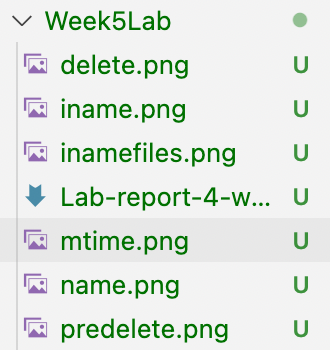 Week5Lab
delete.png U
iname.png U
inamefiles.png U
Lab-report-4-w... U
mtime.png U
name.png U
predelete.png U